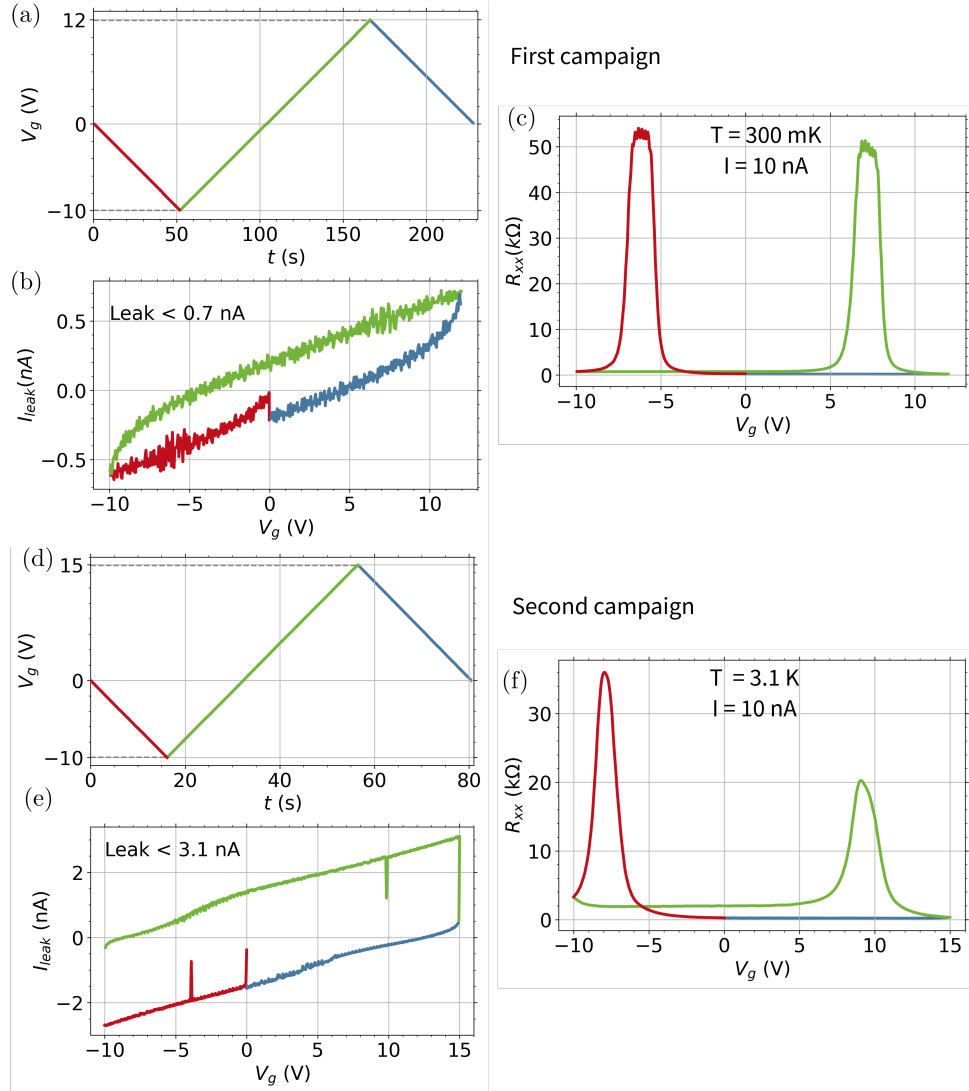 (a)
12
0
−10
V_g (V)
0 50 100 150 200
t (s)
First campaign
(b)
Leak < 0.7 nA
0.5
0.0
−0.5
I_leak(nA)
−10 −5 0 5 10
V_g (V)
(c)
T = 300 mK
I = 10 nA
50
40
30
20
10
0
R_xx(kΩ)
−10 −5 0 5 10
V_g (V)
(d)
15
0
−10
V_g (V)
0 20 40 60 80
t (s)
Second campaign
(e)
Leak < 3.1 nA
2
0
−2
I_leak (nA)
−10 −5 0 5 10 15
V_g (V)
(f)
T = 3.1 K
I = 10 nA
30
20
10
0
R_xx (kΩ)
−10 −5 0 5 10 15
V_g (V)